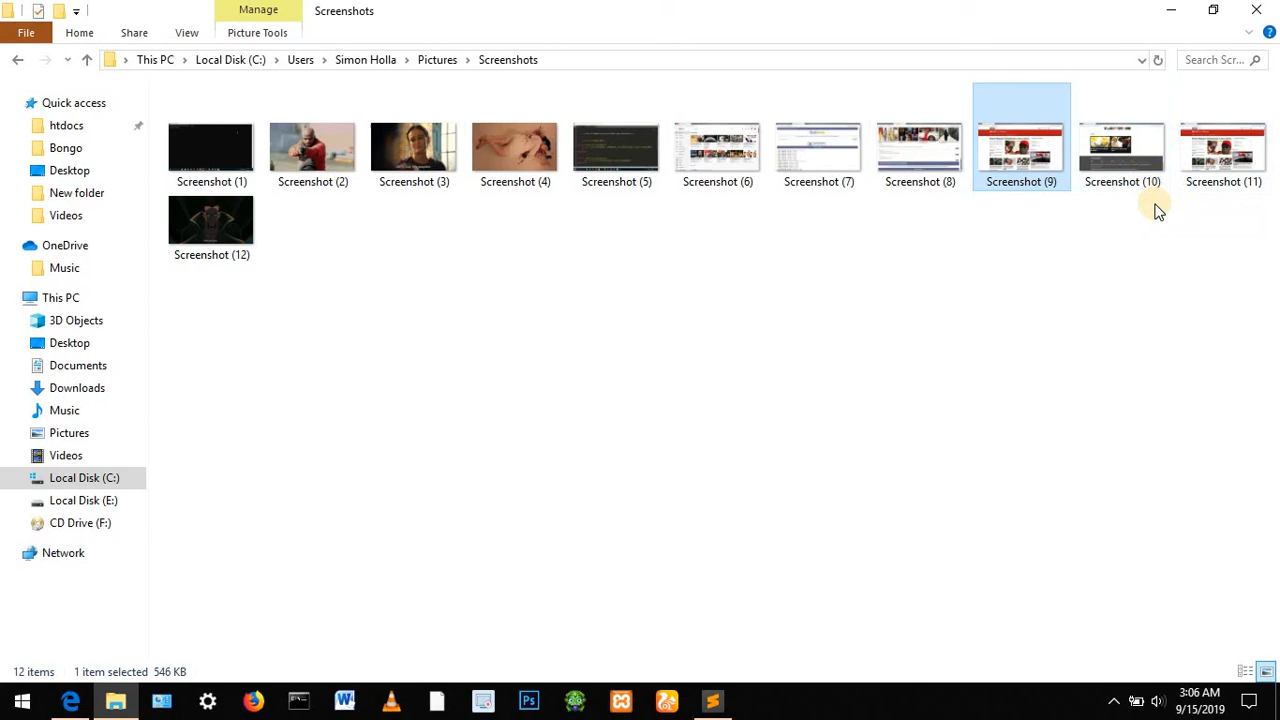 Manage
Screenshots
File
Home
Share
View
Picture Tools
This PC
Local Disk (C:)
Users
Simon Holla
Pictures
Screenshots
Search Scr...
Quick access
htdocs
Bongo
Desktop
New folder
Videos
OneDrive
Music
This PC
3D Objects
Desktop
Documents
Downloads
Music
Pictures
Videos
Local Disk (C:)
Local Disk (E:)
CD Drive (F:)
Network
Screenshot (1)
Screenshot (2)
Screenshot (3)
Screenshot (4)
Screenshot (5)
Screenshot (6)
Screenshot (7)
Screenshot (8)
Screenshot (9)
Screenshot (10)
Screenshot (11)
Screenshot (12)
12 items
1 item selected 546 KB
3:06 AM
9/15/2019